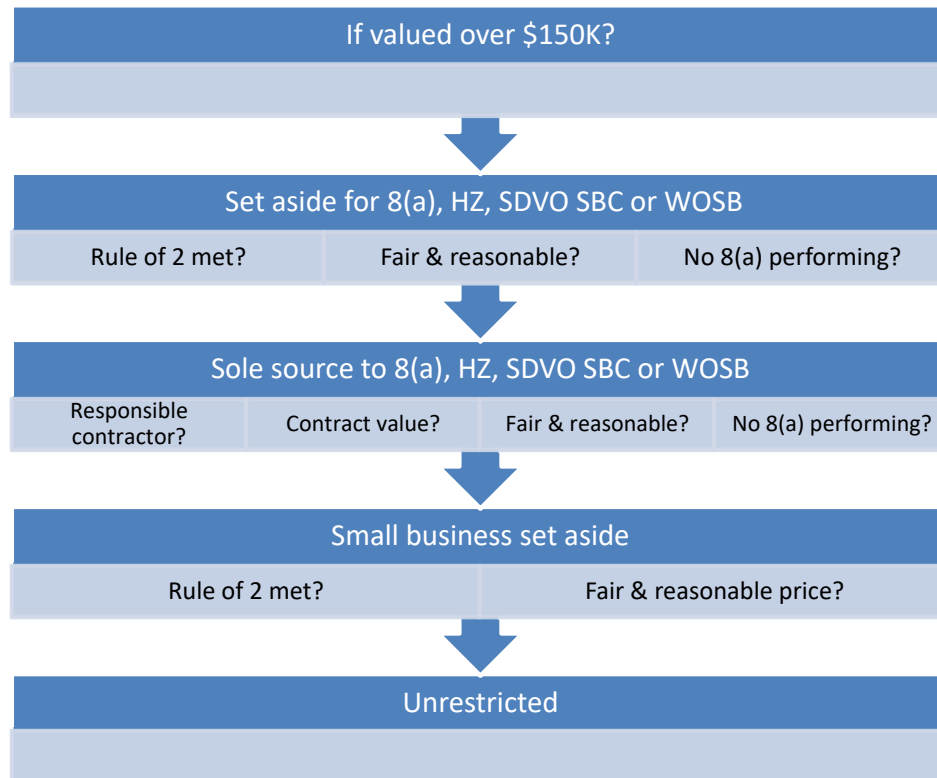 If valued over $150K?
Set aside for 8(a), HZ, SDVO SBC or WOSB
Rule of 2 met?
Fair & reasonable?
No 8(a) performing?
Sole source to 8(a), HZ, SDVO SBC or WOSB
Responsible
contractor?
Contract value?
Fair & reasonable?
No 8(a) performing?
Small business set aside
Rule of 2 met?
Fair & reasonable price?
Unrestricted